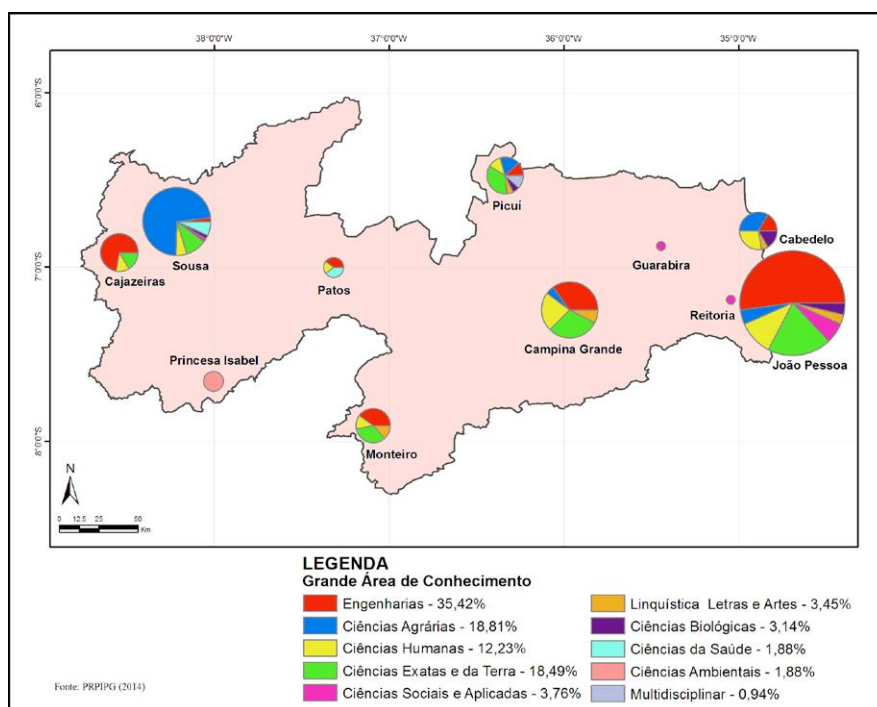 38°0'0"W 37°0'0"W 36°0'0"W 35°0'0"W
6°0'0"S
7°0'0"S
8°0'0"S
Picuí
Cabedelo
Sousa
Guarabira
Cajazeiras
Patos
Reitoria
Campina Grande
João Pessoa
Princesa Isabel
Monteiro
N
0 12,5 25 50
Km
LEGENDA
Grande Área de Conhecimento
Engenharias - 35,42%
Ciências Agrárias - 18,81%
Ciências Humanas - 12,23%
Ciências Exatas e da Terra - 18,49%
Ciências Sociais e Aplicadas - 3,76%
Linquística Letras e Artes - 3,45%
Ciências Biológicas - 3,14%
Ciências da Saúde - 1,88%
Ciências Ambientais - 1,88%
Multidisciplinar - 0,94%
Fonte: PRPIPG (2014)